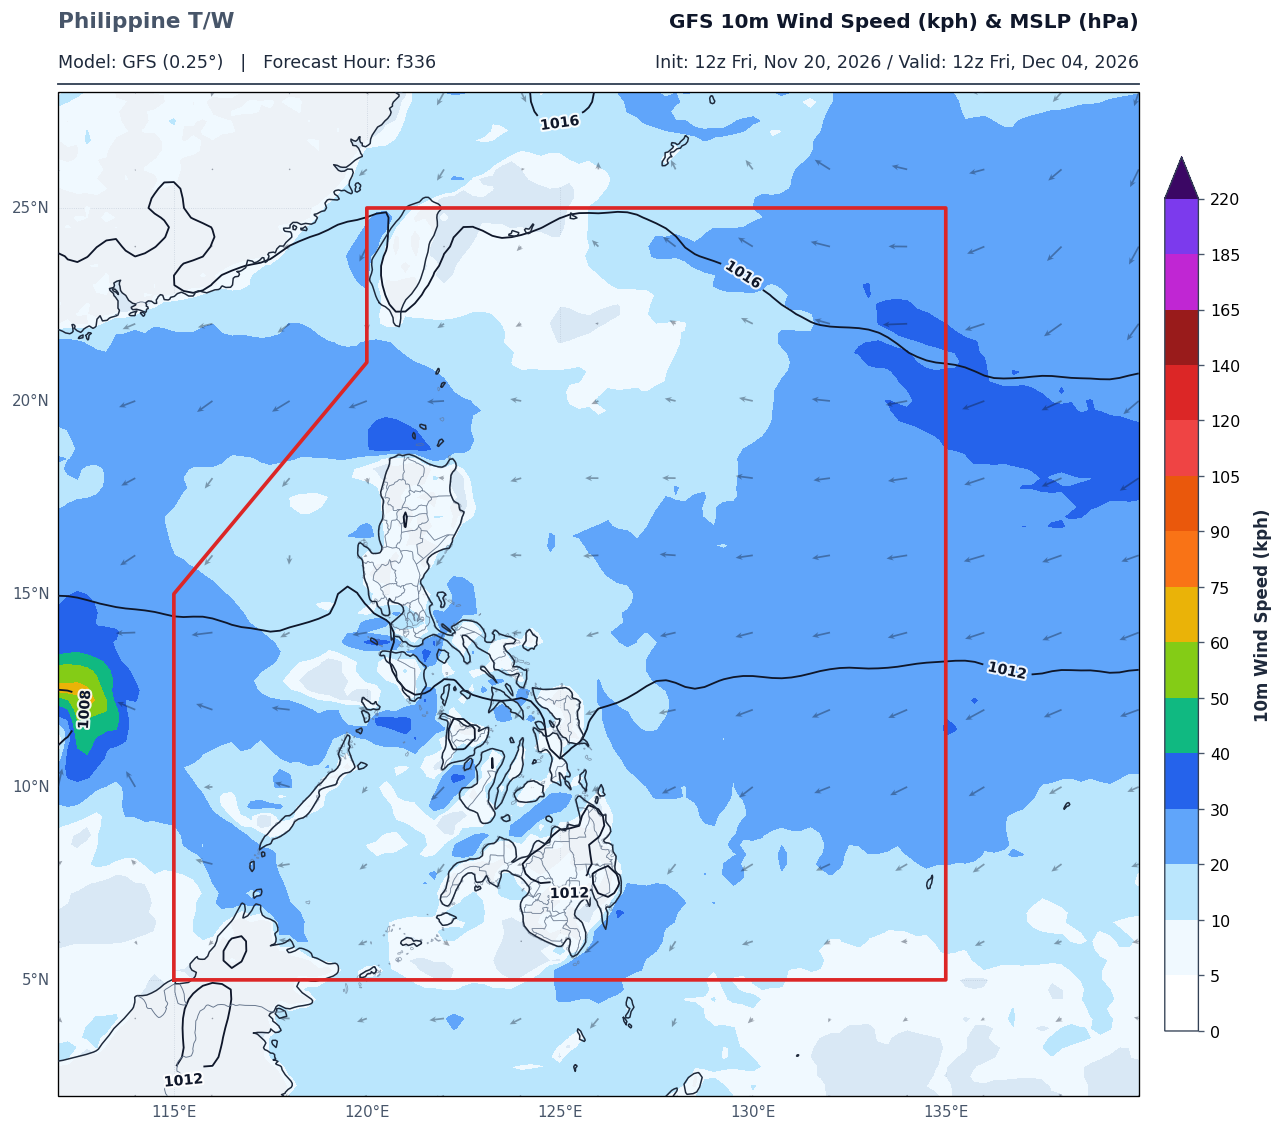 Philippine T/W
GFS 10m Wind Speed (kph) & MSLP (hPa)
Model: GFS (0.25°)   |   Forecast Hour: f336
Init: 12z Fri, Nov 20, 2026 / Valid: 12z Fri, Dec 04, 2026
1016
1016
1012
1008
1012
1012
25°N
20°N
15°N
10°N
5°N
115°E
120°E
125°E
130°E
135°E
220
185
165
140
120
105
90
75
60
50
40
30
20
10
5
0
10m Wind Speed (kph)